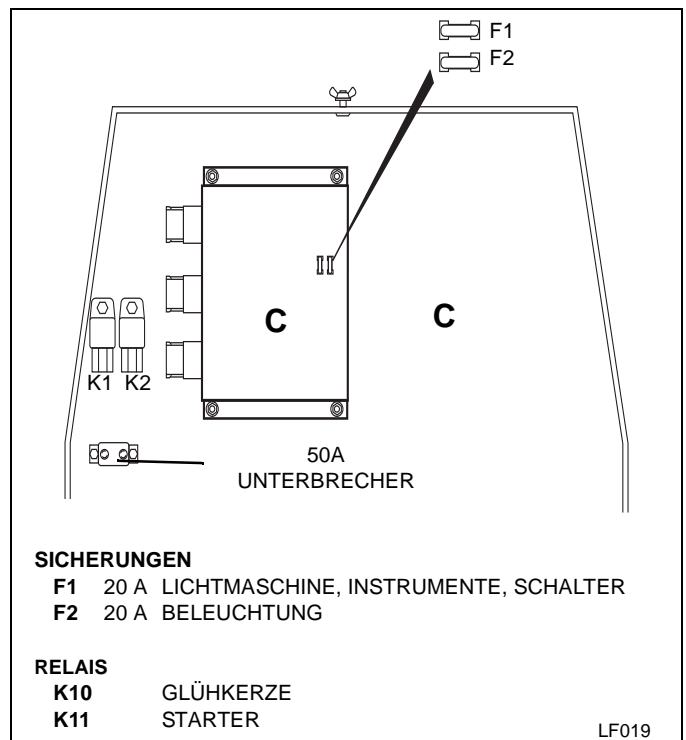 F1
F2
C
C
K1 K2
50A
UNTERBRECHER
SICHERUNGEN
F1 20 A LICHTMASCHINE, INSTRUMENTE, SCHALTER
F2 20 A BELEUCHTUNG
RELAIS
K10 GLÜHKERZE
K11 STARTER
LF019